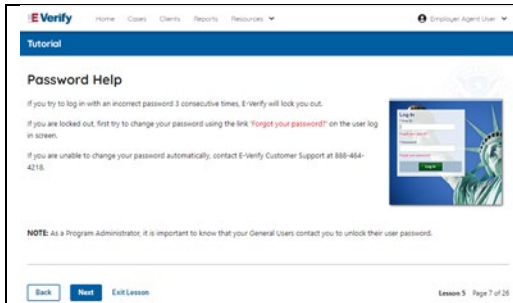 E-Verify Home Cases Clients Reports Resources Employer Agent User
Tutorial
Password Help
If you try to log in with an incorrect password 3 consecutive times, E-Verify will lock you out.
If you are locked out, first try to change your password using the link 'Forgot your password?' on the user log
in screen.
If you are unable to change your password automatically, contact E-Verify Customer Support at 888-464-
4218.
Log In
Log In
NOTE: As a Program Administrator, it is important to know that your General Users contact you to unlock their user password.
Back Next Exit Lesson Lesson 5 Page 7 of 26